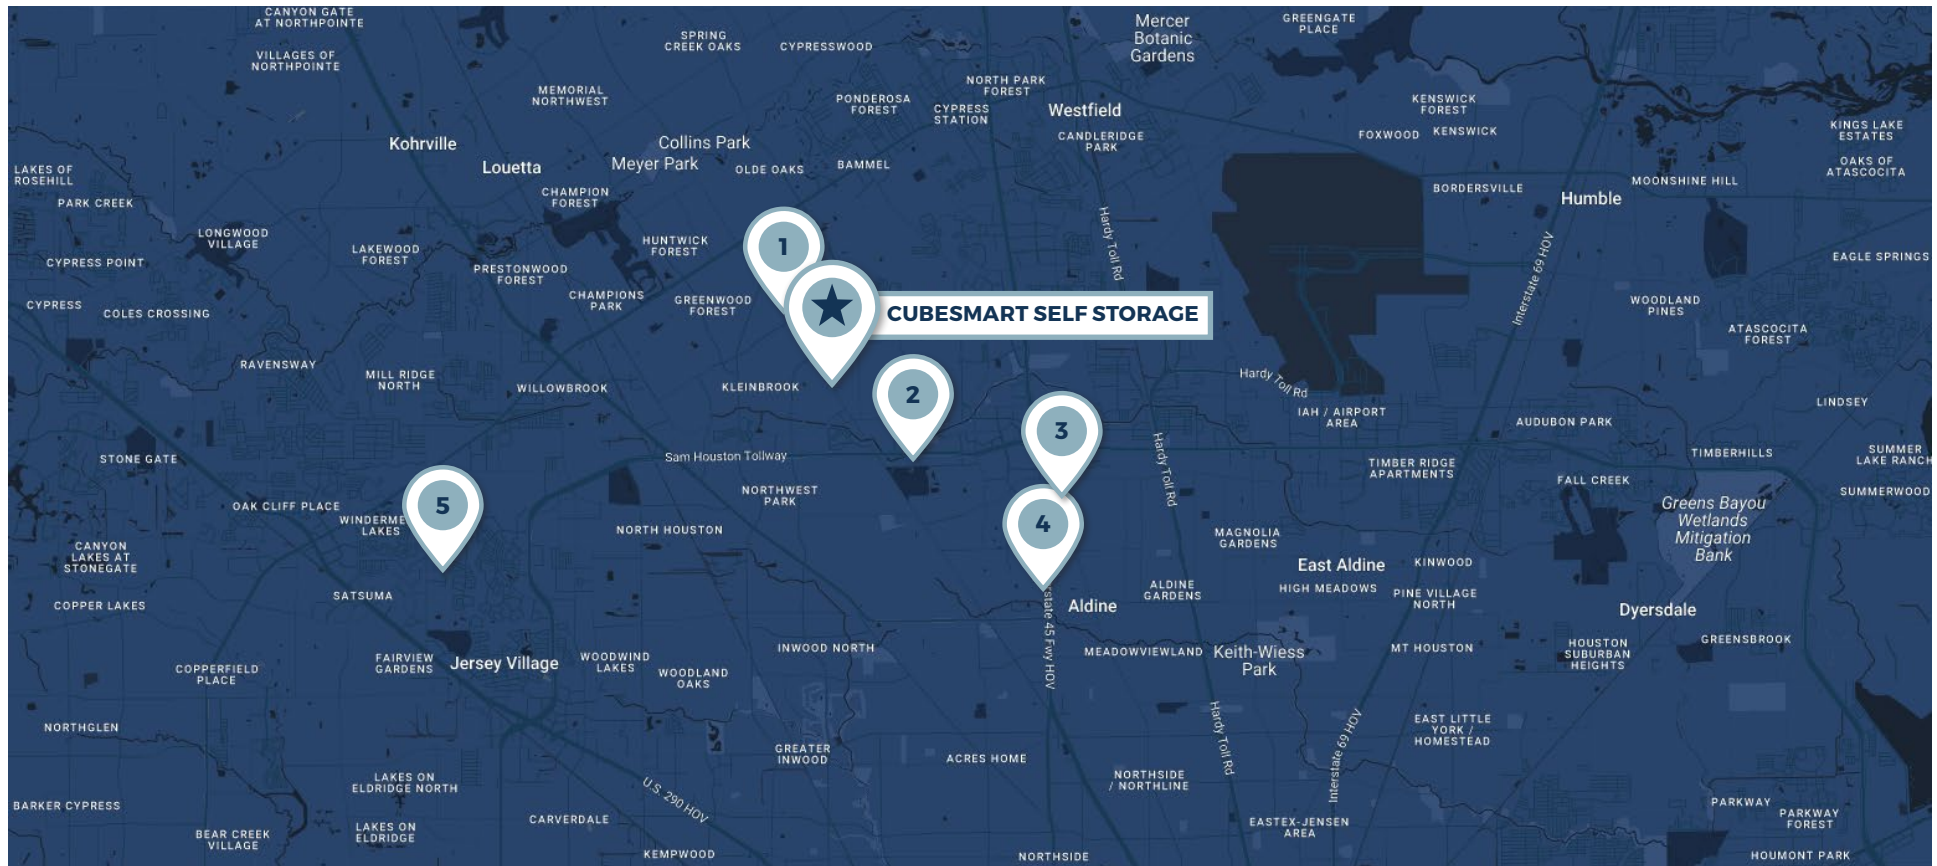 CANYON GATE
AT NORTHPOINTE
VILLAGES OF
NORTHPOINTE
SPRING
CREEK OAKS
CYPRESSWOOD
Mercer
Botanic
Gardens
GREENGATE
PLACE
MEMORIAL
NORTHWEST
PONDEROSA
FOREST
NORTH PARK
FOREST
CYPRESS
STATION
Westfield
CANDLERIDGE
PARK
KENSWICK
FOREST
FOXWOOD
KENSWICK
KINGS LAKE
ESTATES
OAKS OF
ATASCOCITA
Kohrville
Louetta
Collins Park
Meyer Park
OLDE OAKS
BAMMEL
LAKES OF
ROSEHILL
PARK CREEK
CHAMPION
FOREST
BORDERSVILLE
Humble
MOONSHINE HILL
LONGWOOD
VILLAGE
LAKEWOOD
FOREST
HUNTWICK
FOREST
1
Hardy Toll Rd
Interstate 69 HOV
EAGLE SPRINGS
CYPRESS POINT
PRESTONWOOD
FOREST
CYPRESS
COLES CROSSING
CHAMPIONS
PARK
GREENWOOD
FOREST
CUBESMART SELF STORAGE
WOODLAND
PINES
ATASCOCITA
FOREST
RAVENSWAY
MILL RIDGE
NORTH
WILLOWBROOK
KLEINBROOK
2
Hardy Toll Rd
IAH / AIRPORT
AREA
LINDSEY
AUDUBON PARK
3
STONE GATE
Sam Houston Tollway
Hardy Toll Rd
TIMBER RIDGE
APARTMENTS
TIMBERHILLS
SUMMER
LAKE RANCH
FALL CREEK
SUMMERWOOD
OAK CLIFF PLACE
5
LAKES
NORTHWEST
PARK
NORTH HOUSTON
4
MAGNOLIA
GARDENS
Greens Bayou
Wetlands
Mitigation
Bank
CANYON
LAKES AT
STONEGATE
East Aldine
KINWOOD
HIGH MEADOWS
PINE VILLAGE
NORTH
COPPER LAKES
SATSUMA
ALDINE
GARDENS
Aldine
45 Fwy HOV
Dyersdale
GREENSBROOK
INWOOD NORTH
MEADOWVIEWLAND
Keith-Wiess
Park
MT HOUSTON
HOUSTON
SUBURBAN
HEIGHTS
COPPERFIELD
PLACE
FAIRVIEW
GARDENS
Jersey Village
WOODWIND
LAKES
WOODLAND
OAKS
NORTHGLEN
Hardy Toll Rd
Interstate 69 HOV
EAST LITTLE
YORK /
HOMESTEAD
GREATER
INWOOD
ACRES HOME
NORTHSIDE
/ NORTHLINE
LAKES ON
ELDRIDGE NORTH
U.S. 290 HOV
BARKER CYPRESS
BEAR CREEK
VILLAGE
LAKES ON
ELDRIDGE
CARVERDALE
KEMPWOOD
NORTHSIDE
EASTEX-JENSEN
AREA
PARKWAY
PARKWAY
FOREST
HOUMONT PARK